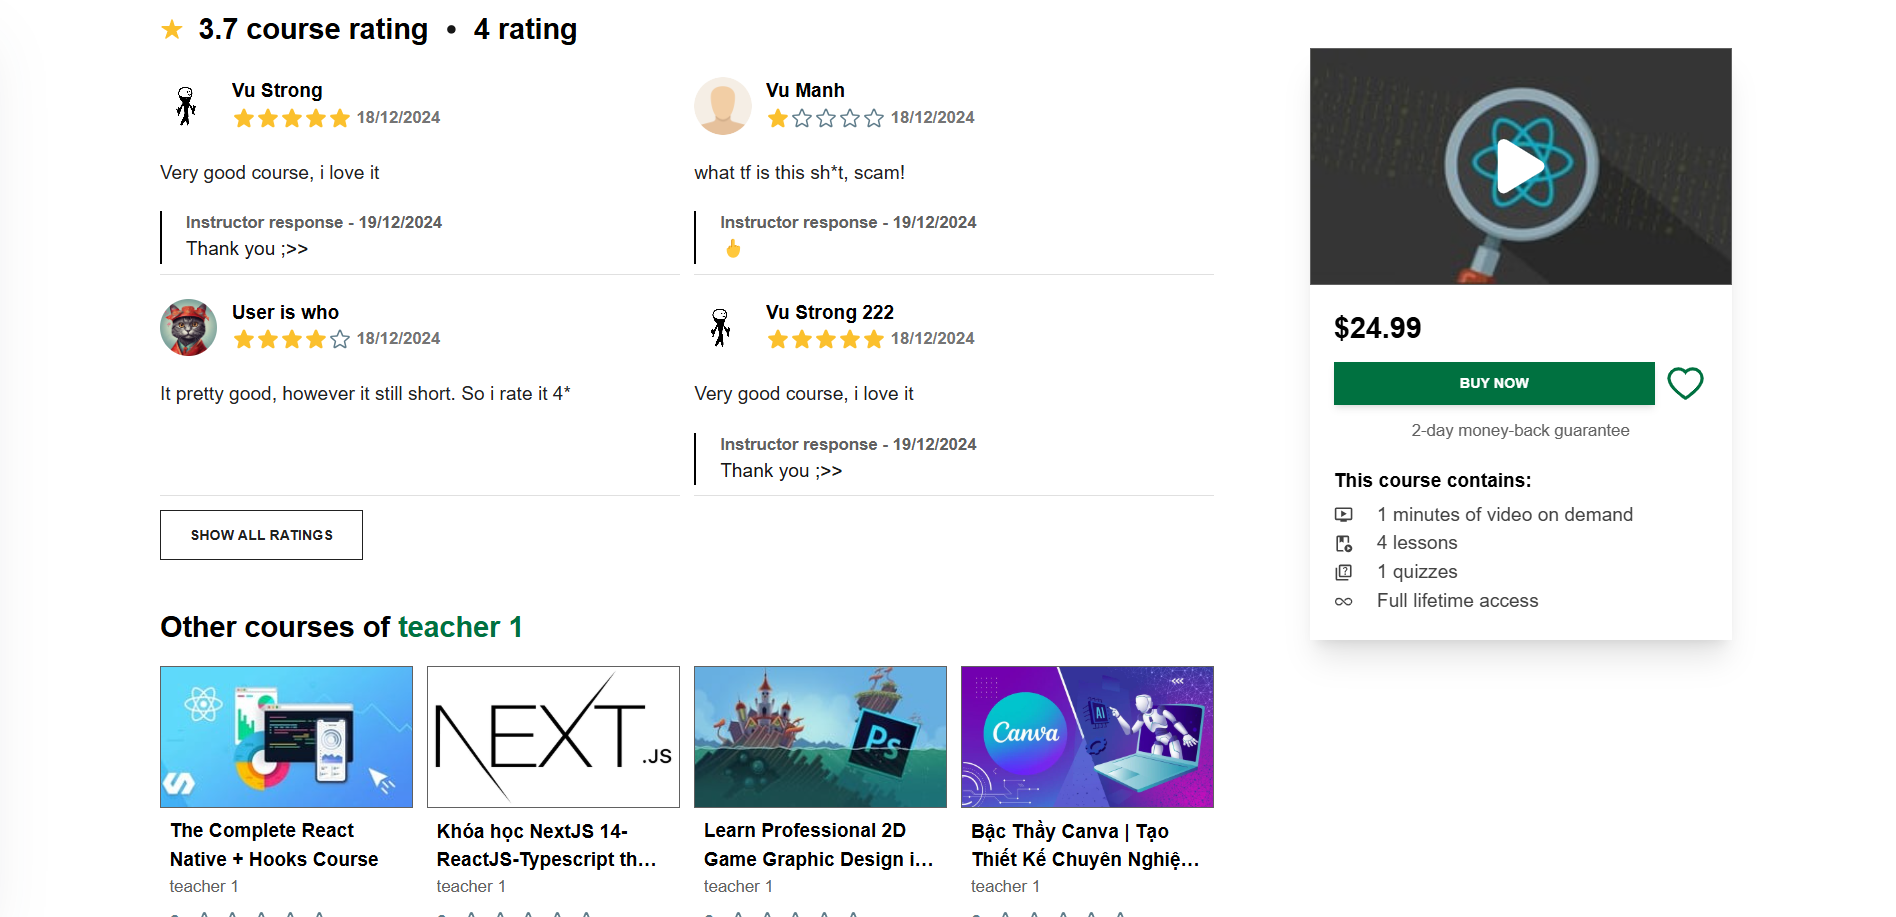 3.7 course rating • 4 rating
Vu Strong
18/12/2024
Very good course, i love it
Instructor response - 19/12/2024
Thank you ;>>
Vu Manh
18/12/2024
what tf is this sh*t, scam!
Instructor response - 19/12/2024
🖕
User is who
18/12/2024
It pretty good, however it still short. So i rate it 4*
Vu Strong 222
18/12/2024
Very good course, i love it
Instructor response - 19/12/2024
Thank you ;>>
SHOW ALL RATINGS
$24.99
BUY NOW
2-day money-back guarantee
This course contains:
1 minutes of video on demand
4 lessons
1 quizzes
Full lifetime access
Other courses of teacher 1
The Complete React
Native + Hooks Course
teacher 1
NEXT.JS
Khóa học NextJS 14-
ReactJS-Typescript th...
teacher 1
Ps
Learn Professional 2D
Game Graphic Design i...
teacher 1
Canva
AI
Bậc Thầy Canva | Tạo
Thiết Kế Chuyên Nghiệ...
teacher 1